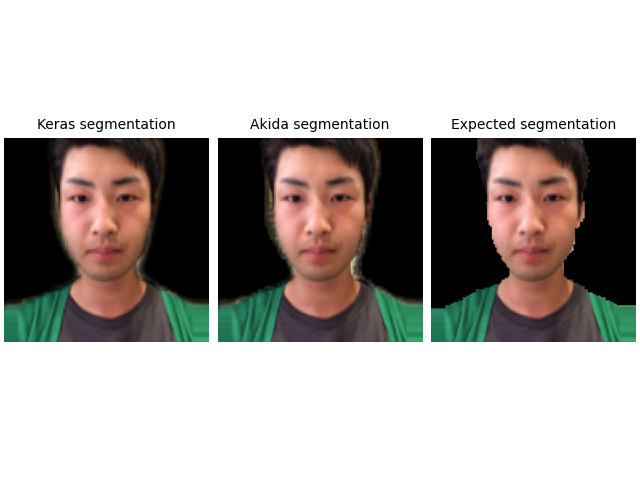 Keras segmentation
Akida segmentation
Expected segmentation